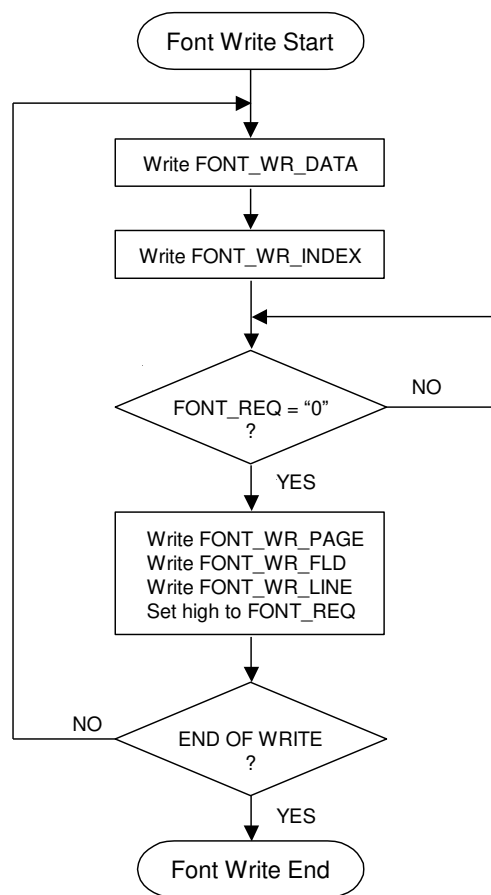 Font Write Start
Write FONT_WR_DATA
Write FONT_WR_INDEX
FONT_REQ = “0”
?
NO
YES
Write FONT_WR_PAGE
Write FONT_WR_FLD
Write FONT_WR_LINE
Set high to FONT_REQ
NO
END OF WRITE
?
YES
Font Write End